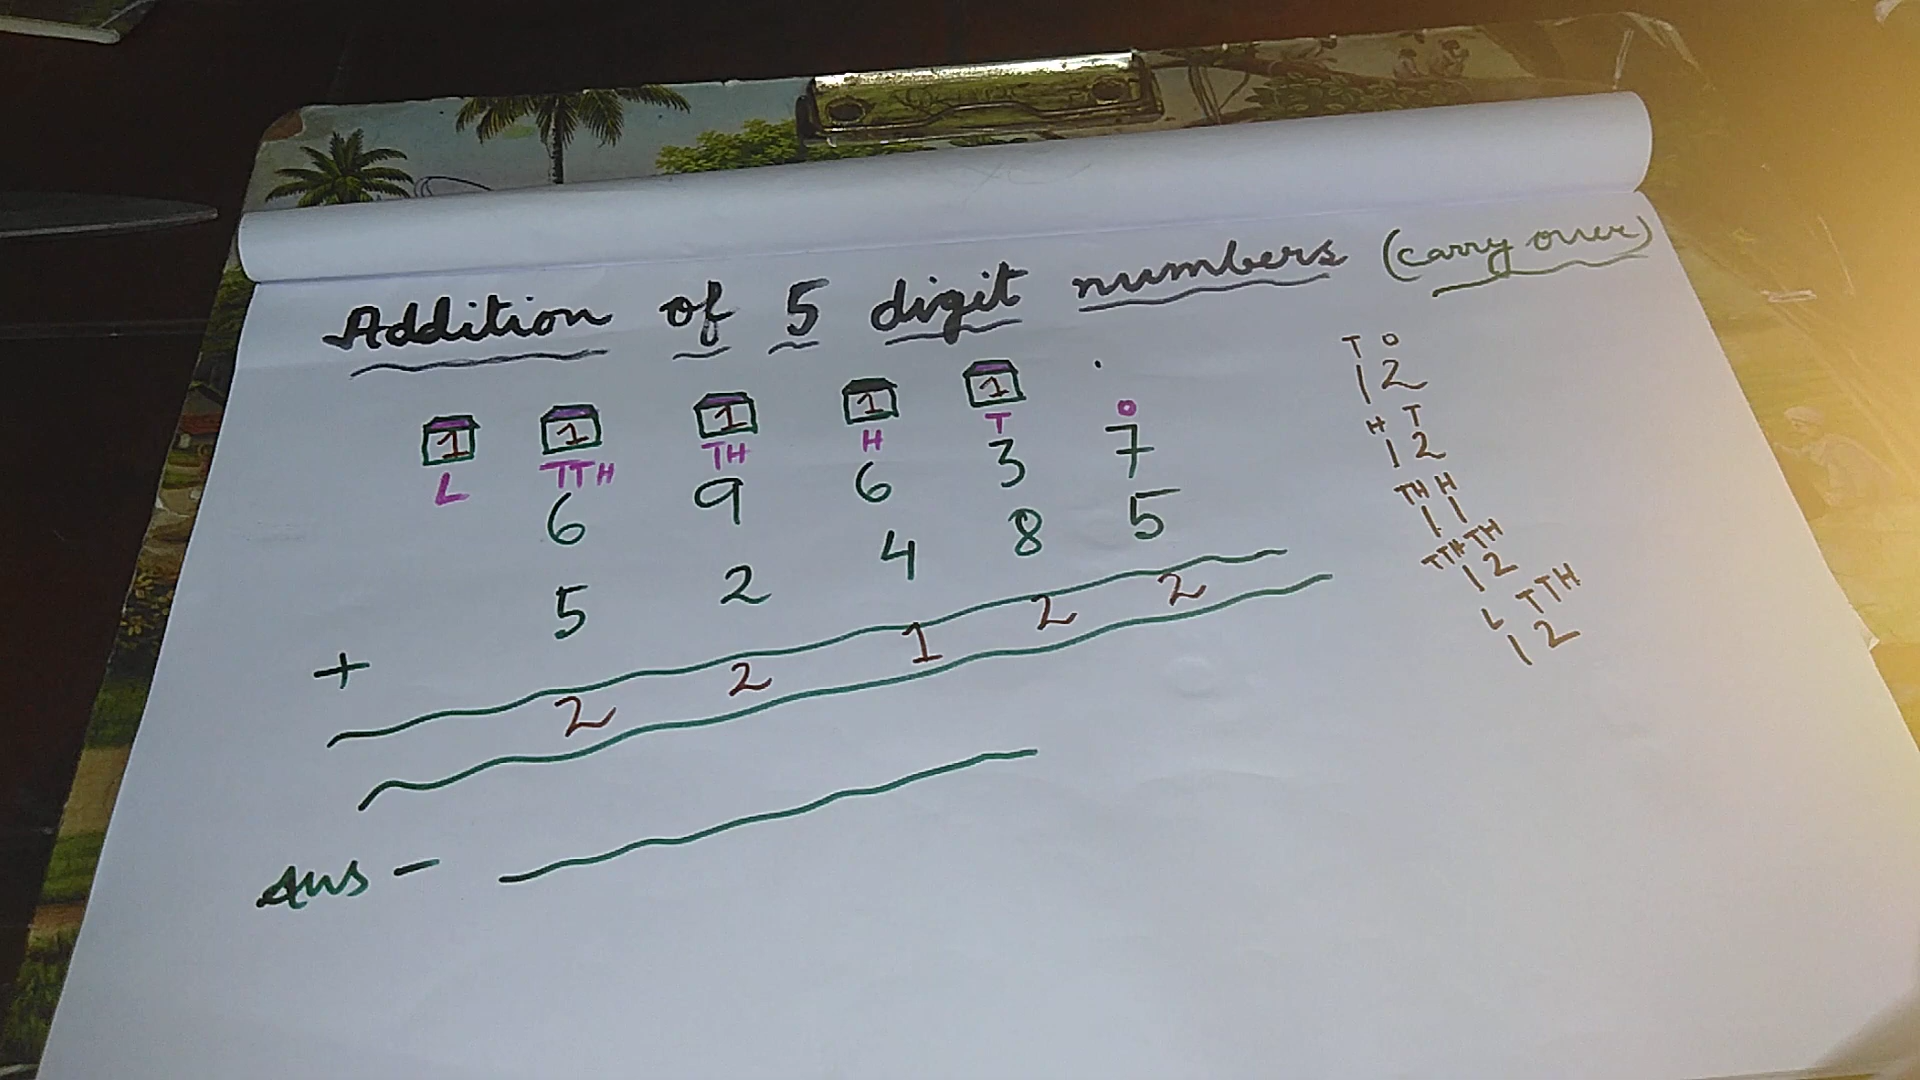 Addition of 5 digit numbers (carry over)
1 1 1 1 1
L TTH TH H T O
6 9 6 3 7
5 2 4 8 5
+
2 2 1 2 2
Ans -
T O
1 2
H T
1 2
TH H
1 1
TTH TH
1 2
L TTH
1 2